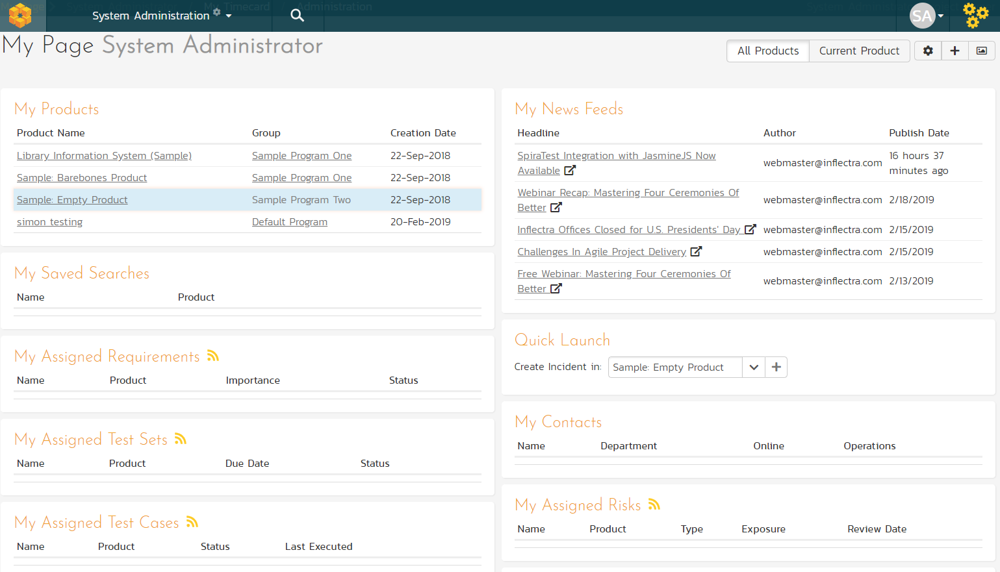 My Timecard
Administration
System Administration
SA
My Page System Administrator
All Products
Current Product
My Products
Product Name Group Creation Date
Library Information System (Sample) Sample Program One 22-Sep-2018
Sample: Barebones Product Sample Program One 22-Sep-2018
Sample: Empty Product Sample Program Two 22-Sep-2018
simon testing Default Program 20-Feb-2019
My Saved Searches
Name Product
My Assigned Requirements
Name Product Importance Status
My Assigned Test Sets
Name Product Due Date Status
My Assigned Test Cases
Name Product Status Last Executed
My News Feeds
Headline Author Publish Date
SpiraTest Integration with JasmineJS Now
Available
webmaster@inflectra.com
16 hours 37
minutes ago
Webinar Recap: Mastering Four Ceremonies Of
Better
webmaster@inflectra.com 2/18/2019
Inflectra Offices Closed for U.S. Presidents' Day webmaster@inflectra.com 2/15/2019
Challenges In Agile Project Delivery webmaster@inflectra.com 2/15/2019
Free Webinar: Mastering Four Ceremonies Of
Better
webmaster@inflectra.com 2/13/2019
Quick Launch
Create Incident in: Sample: Empty Product
My Contacts
Name Department Online Operations
My Assigned Risks
Name Product Type Exposure Review Date